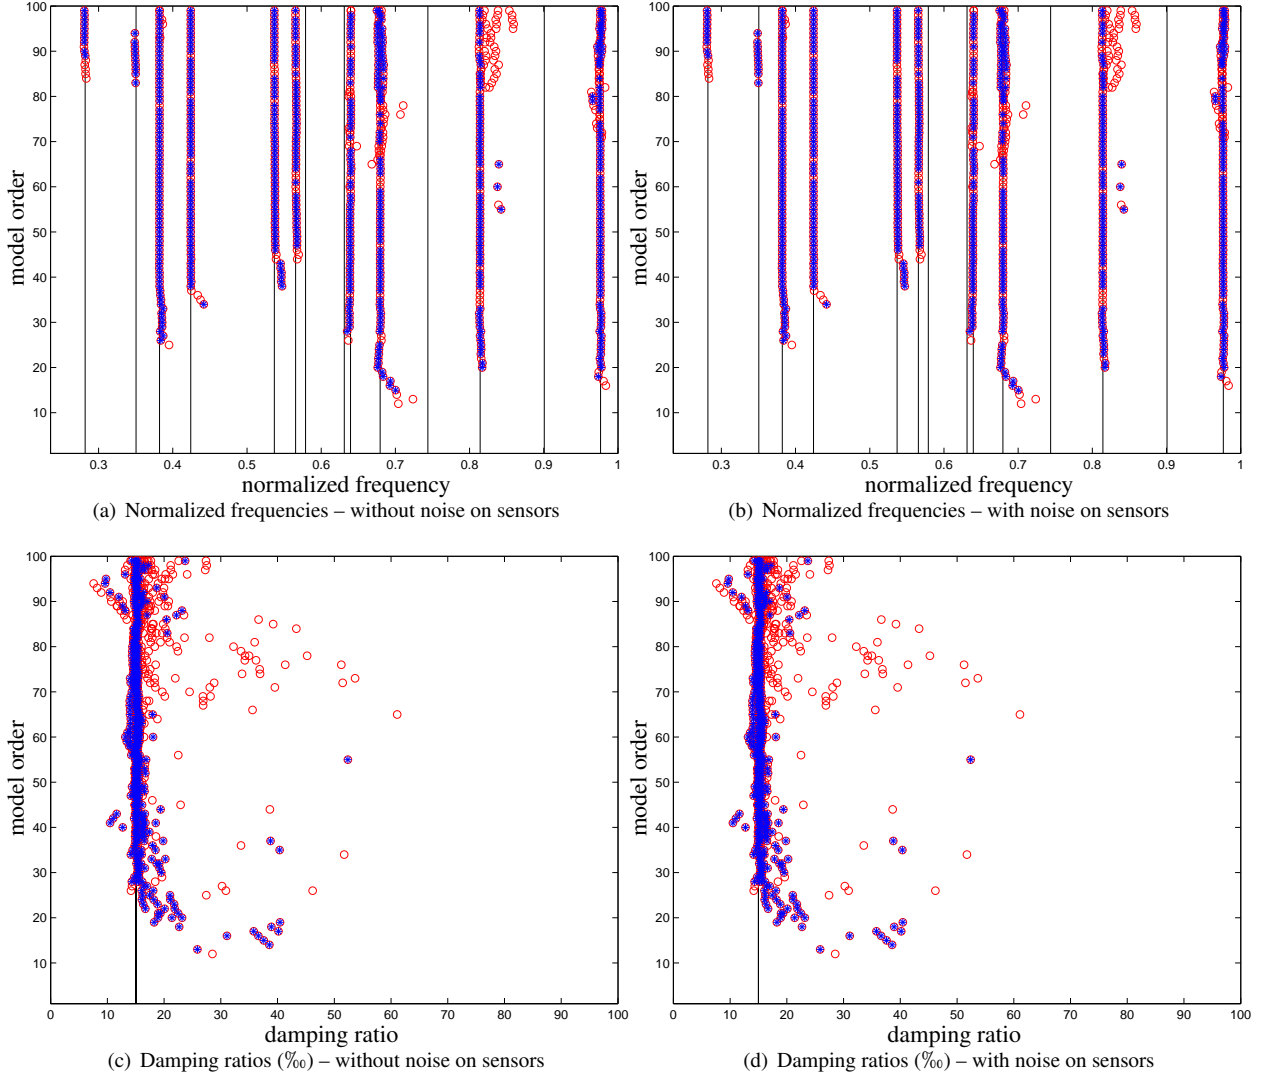 100
90
80
70
60
50
40
30
20
10
model order
0.3 0.4 0.5 0.6 0.7 0.8 0.9 1
normalized frequency
(a) Normalized frequencies – without noise on sensors
100
90
80
70
60
50
40
30
20
10
model order
0.3 0.4 0.5 0.6 0.7 0.8 0.9 1
normalized frequency
(b) Normalized frequencies – with noise on sensors
100
90
80
70
60
50
40
30
20
10
model order
0 10 20 30 40 50 60 70 80 90 100
damping ratio
(c) Damping ratios (‰) – without noise on sensors
100
90
80
70
60
50
40
30
20
10
model order
0 10 20 30 40 50 60 70 80 90 100
damping ratio
(d) Damping ratios (‰) – with noise on sensors